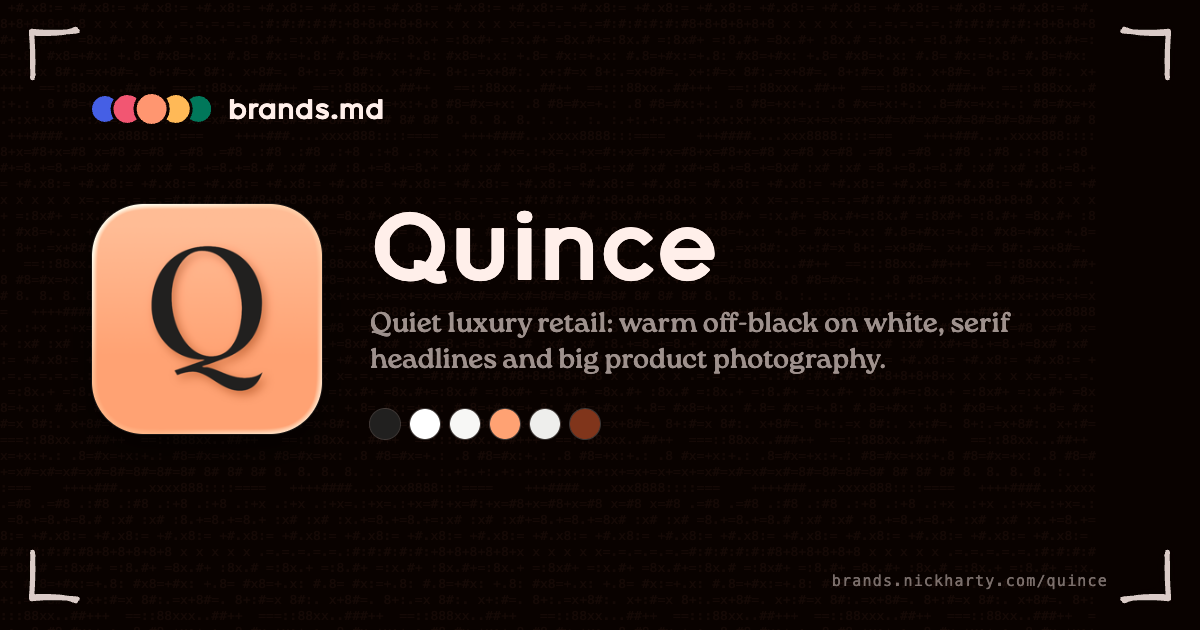 brands.md
Q
Quince
Quiet luxury retail: warm off-black on white, serif
headlines and big product photography.
brands.nickharty.com/quince